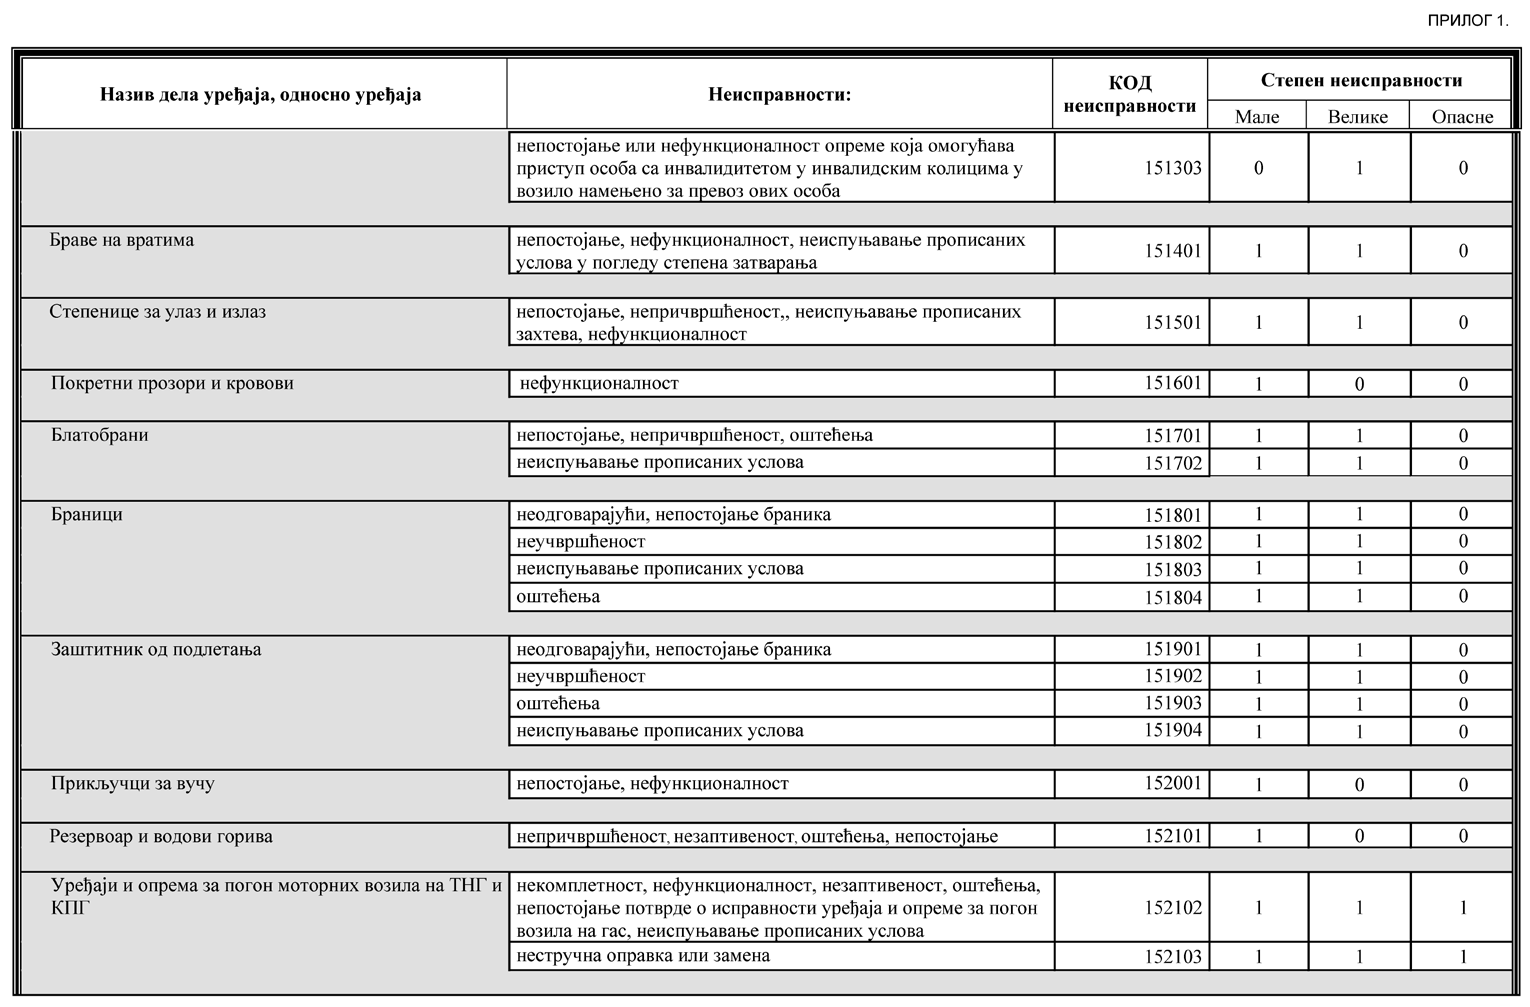 ПРИЛОГ 1.
Назив дела уређаја, односно уређаја Неисправности: КОД неисправности Степен неисправности
Мале Велике Опасне
непостојање или нефункционалност опреме која омогућава
приступ особа са инвалидитетом у инвалидским колицима у 151303 0 1 0
возило намењено за превоз ових особа
Браве на вратима непостојање, нефункционалност, неиспуњавање прописаних
услова у погледу степена затварања 151401 1 1 0
Степенице за улаз и излаз непостојање, непричвршћеност,, неиспуњавање прописаних
захтева, нефункционалност 151501 1 1 0
Покретни прозори и кровови нефункционалност 151601 1 0 0
Блатобрани непостојање, непричвршћеност, оштећења 151701 1 1 0
неиспуњавање прописаних услова 151702 1 1 0
Браници неодговарајући, непостојање браника 151801 1 1 0
неучвршћеност 151802 1 1 0
неиспуњавање прописаних услова 151803 1 1 0
оштећења 151804 1 1 0
Заштитник од подлетања неодговарајући, непостојање браника 151901 1 1 0
неучвршћеност 151902 1 1 0
оштећења 151903 1 1 0
неиспуњавање прописаних услова 151904 1 1 0
Прикључци за вучу непостојање, нефункционалност 152001 1 0 0
Резервоар и водови горива непричвршћеност, незаптивеност, оштећења, непостојање 152101 1 0 0
Уређаји и опрема за погон моторних возила на ТНГ и некомплетност, нефункционалност, незаптивеност, оштећења,
КПГ непостојање потврде о исправности уређаја и опреме за погон 152102 1 1 1
возила на гас, неиспуњавање прописаних услова
нестручна оправка или замена 152103 1 1 1